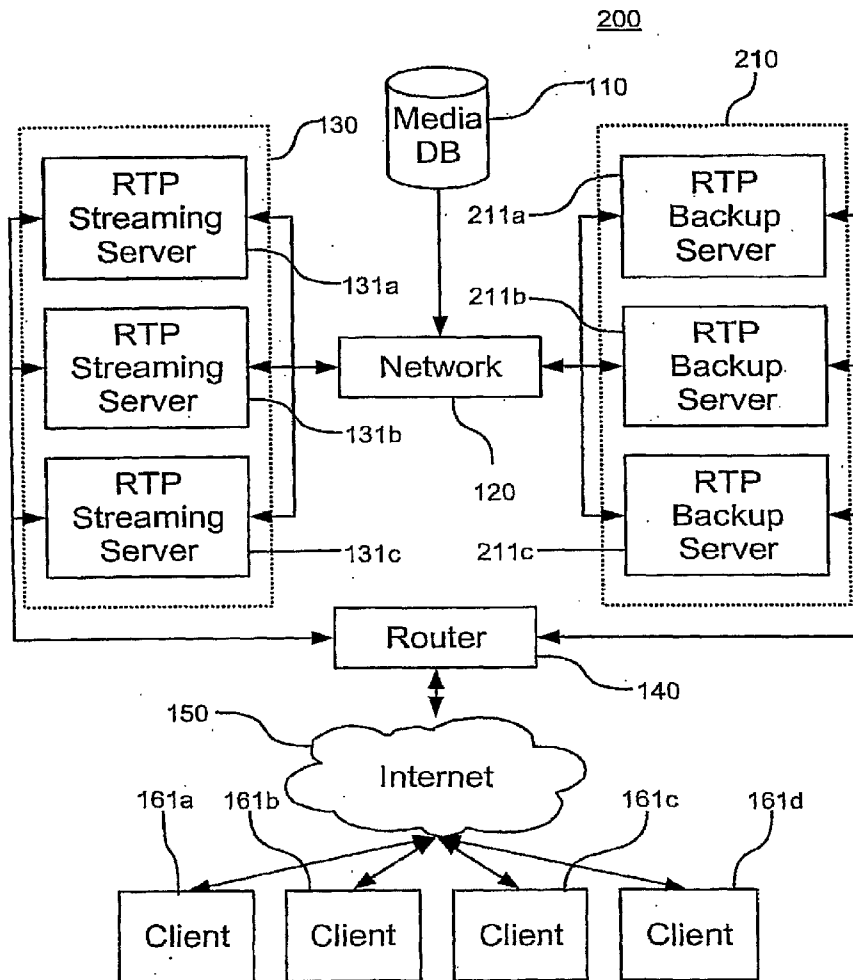 200
210
110
130
Media
DB
RTP
Streaming
Server
131a
RTP
Streaming
Server
131b
RTP
Streaming
Server
131c
Network
120
211a
RTP
Backup
Server
211b
RTP
Backup
Server
211c
RTP
Backup
Server
Router
140
150
Internet
161a
161b
161c
161d
Client
Client
Client
Client